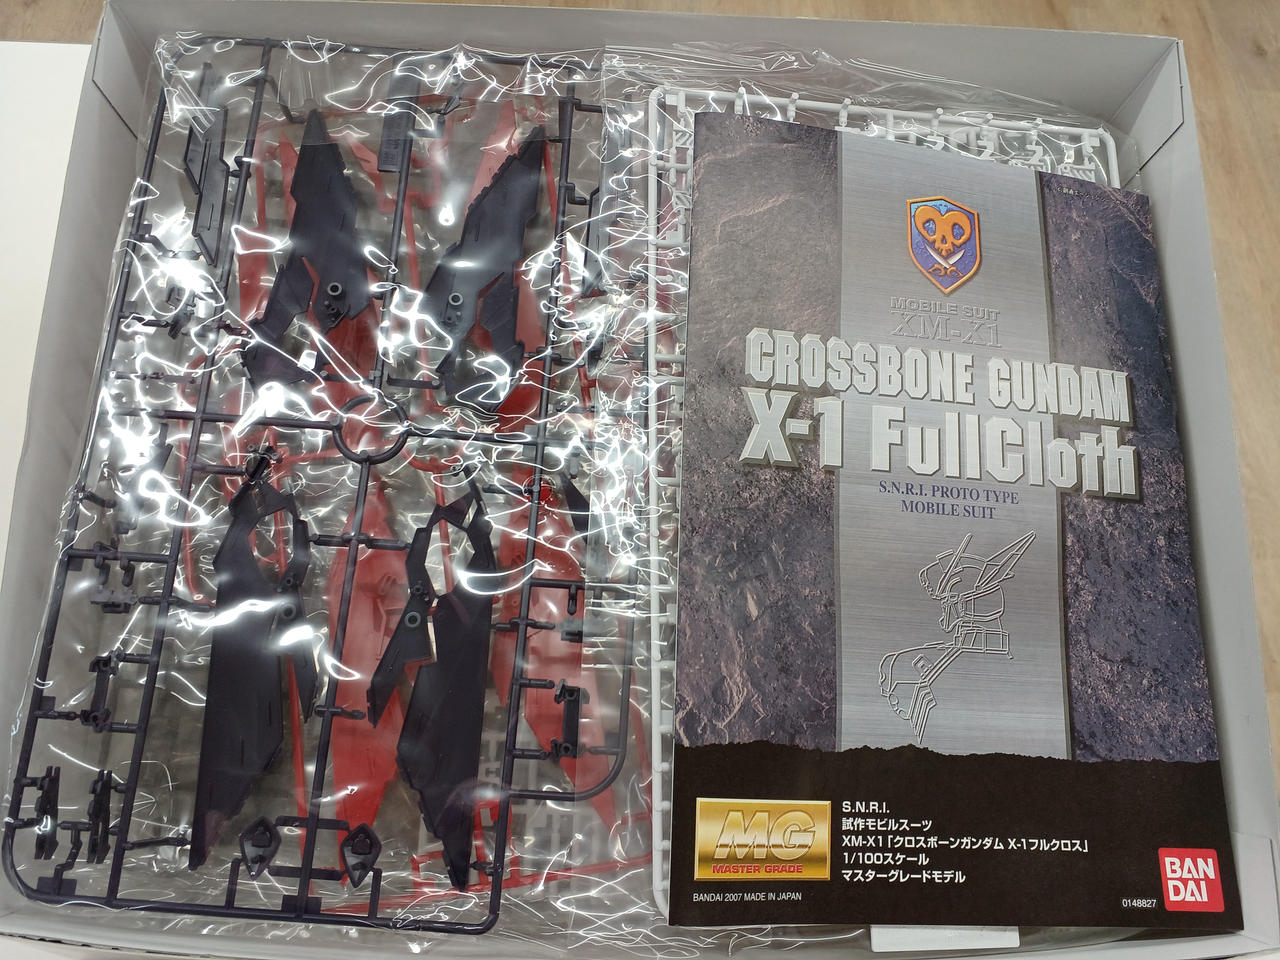 MOBILE SUIT
XM-X1
CROSSBONE GUNDAM
X-1 FullCloth
S.N.R.I. PROTO TYPE
MOBILE SUIT
MG
MASTER GRADE
S.N.R.I.
試作モビルスーツ
XM-X1「クロスボーンガンダム X-1フルクロス」
1/100スケール
マスターグレードモデル
BANDAI 2007 MADE IN JAPAN
0148827
BAN
DAI